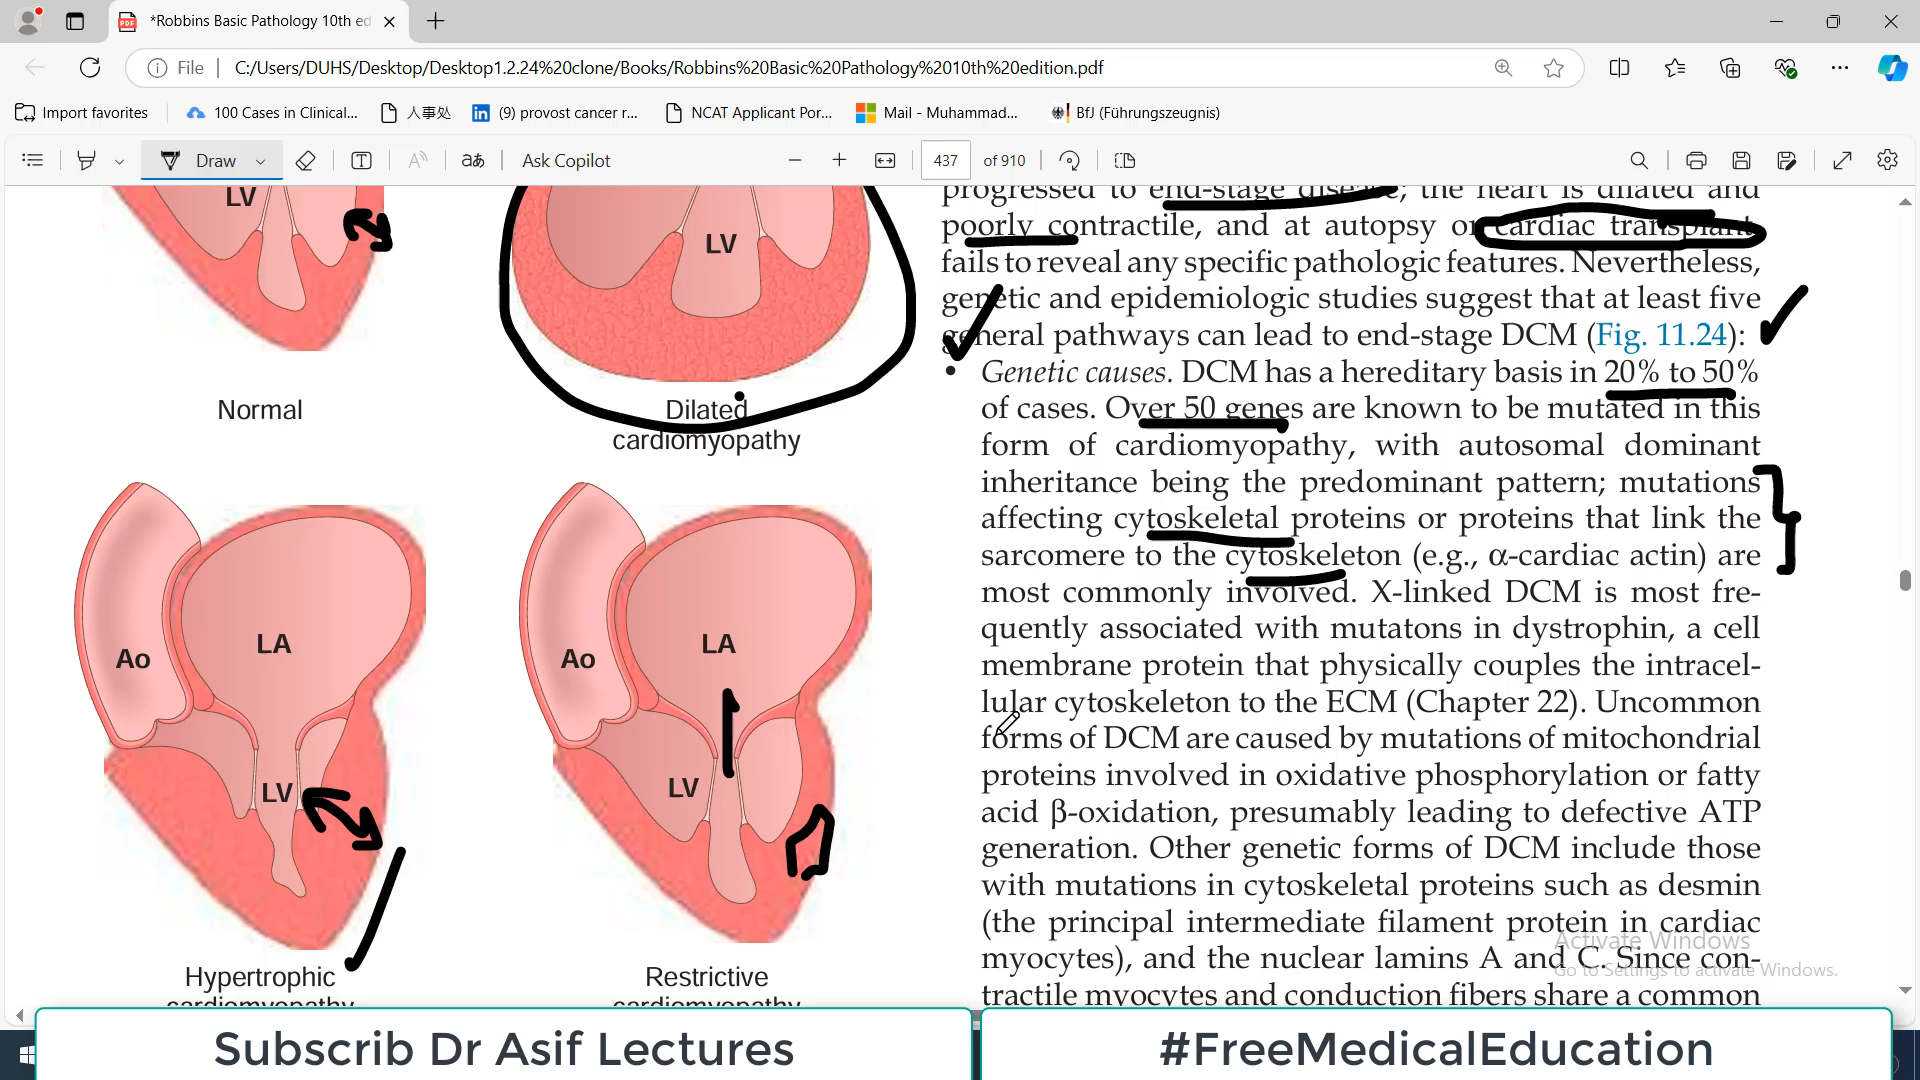 *Robbins Basic Pathology 10th ed
File
C:/Users/DUHS/Desktop/Desktop1.2.24%20clone/Books/Robbins%20Basic%20Pathology%2010th%20edition.pdf
Import favorites
100 Cases in Clinical...
人事处
(9) provost cancer r...
NCAT Applicant Por...
Mail - Muhammad...
BfJ (Führungszeugnis)
Draw
Ask Copilot
437 of 910
LV
LV
Normal
Dilated
cardiomyopathy
Ao
LA
LV
Ao
LA
LV
Hypertrophic
cardiomyopathy
Restrictive
cardiomyopathy
progressed to end-stage disease; the heart is dilated and
poorly contractile, and at autopsy or cardiac transplant,
fails to reveal any specific pathologic features. Nevertheless,
genetic and epidemiologic studies suggest that at least five
general pathways can lead to end-stage DCM (Fig. 11.24):
• Genetic causes. DCM has a hereditary basis in 20% to 50%
of cases. Over 50 genes are known to be mutated in this
form of cardiomyopathy, with autosomal dominant
inheritance being the predominant pattern; mutations
affecting cytoskeletal proteins or proteins that link the
sarcomere to the cytoskeleton (e.g., α-cardiac actin) are
most commonly involved. X-linked DCM is most fre-
quently associated with mutatons in dystrophin, a cell
membrane protein that physically couples the intracel-
lular cytoskeleton to the ECM (Chapter 22). Uncommon
forms of DCM are caused by mutations of mitochondrial
proteins involved in oxidative phosphorylation or fatty
acid β-oxidation, presumably leading to defective ATP
generation. Other genetic forms of DCM include those
with mutations in cytoskeletal proteins such as desmin
(the principal intermediate filament protein in cardiac
myocytes), and the nuclear lamins A and C. Since con-
tractile myocytes and conduction fibers share a common
Activate Windows
Go to Settings to activate Windows.
Subscrib Dr Asif Lectures
#FreeMedicalEducation